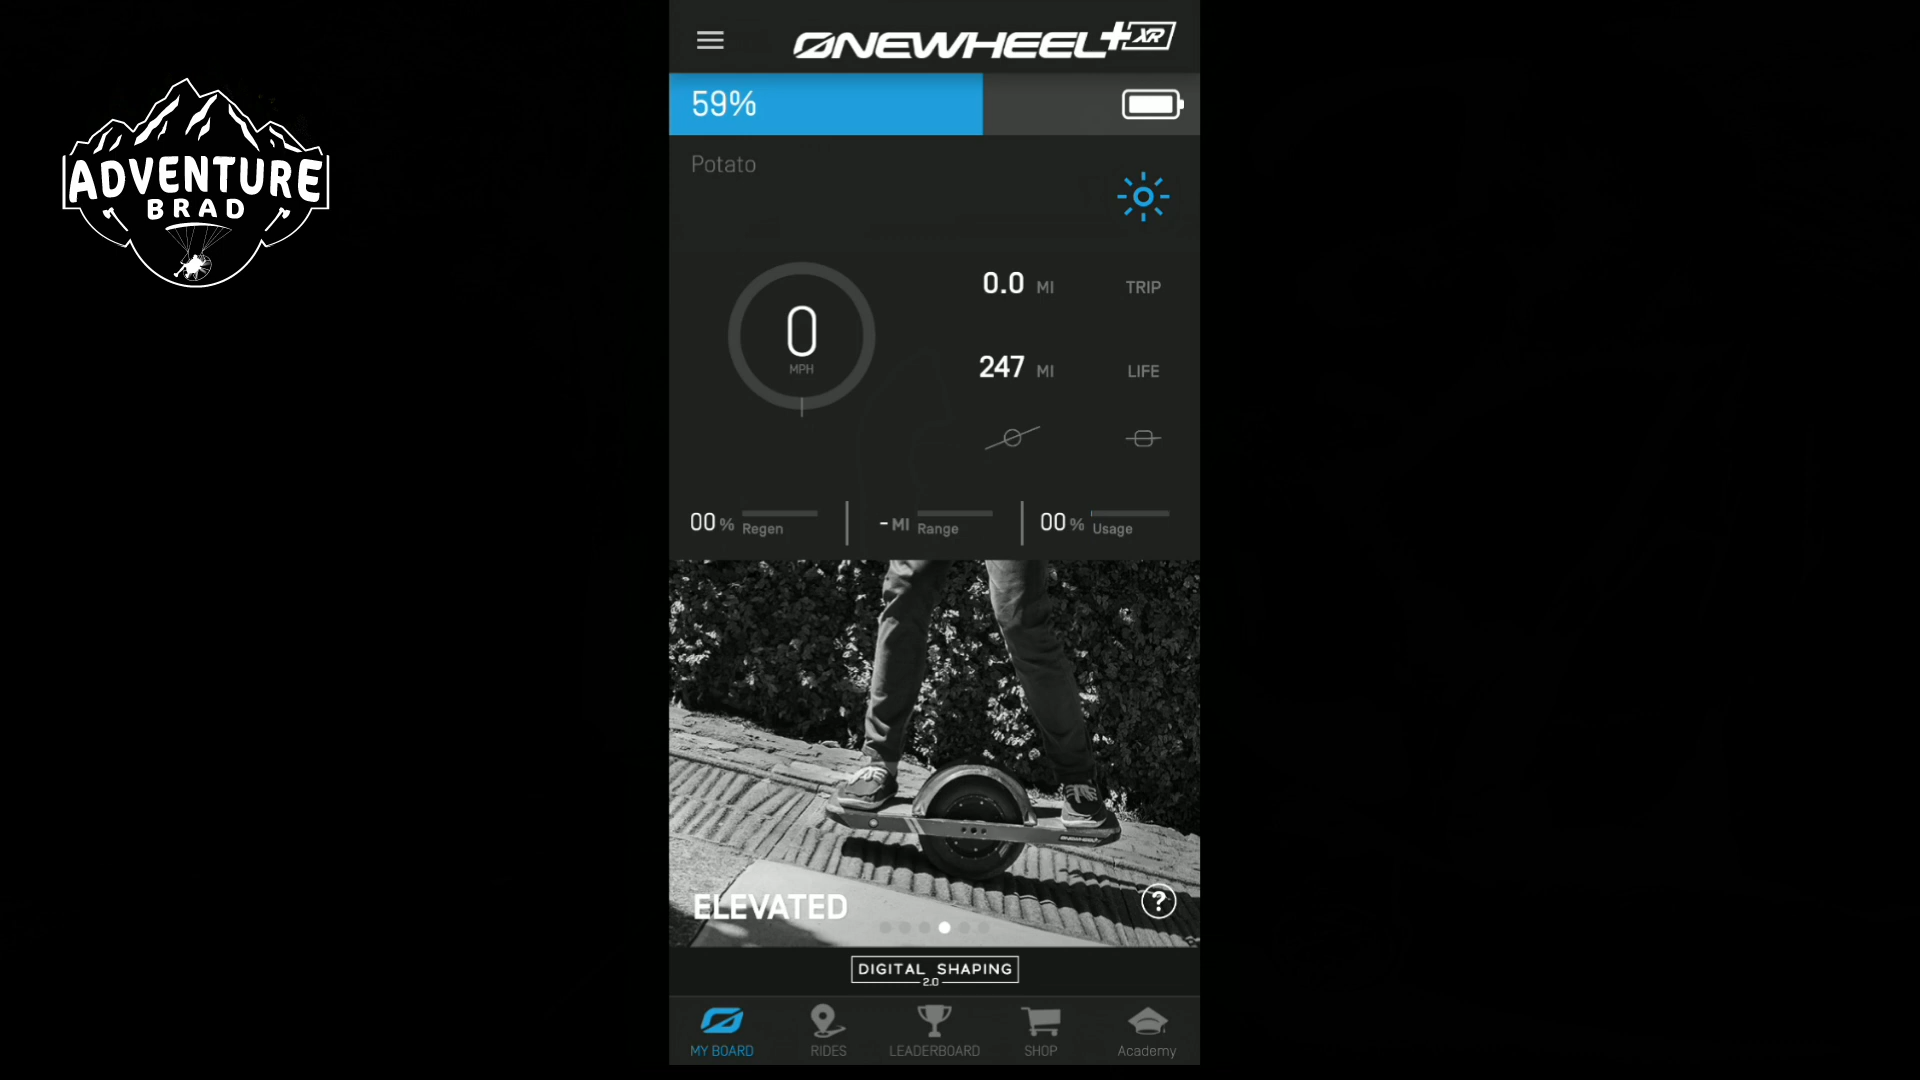 ADVENTURE
BRAD
ONEWHEEL+ XR
59%
Potato
0
MPH
0.0 MI TRIP
247 MI LIFE
00 % Regen
- MI Range
00 % Usage
ELEVATED
?
DIGITAL SHAPING
2.0
MY BOARD
RIDES
LEADERBOARD
SHOP
Academy